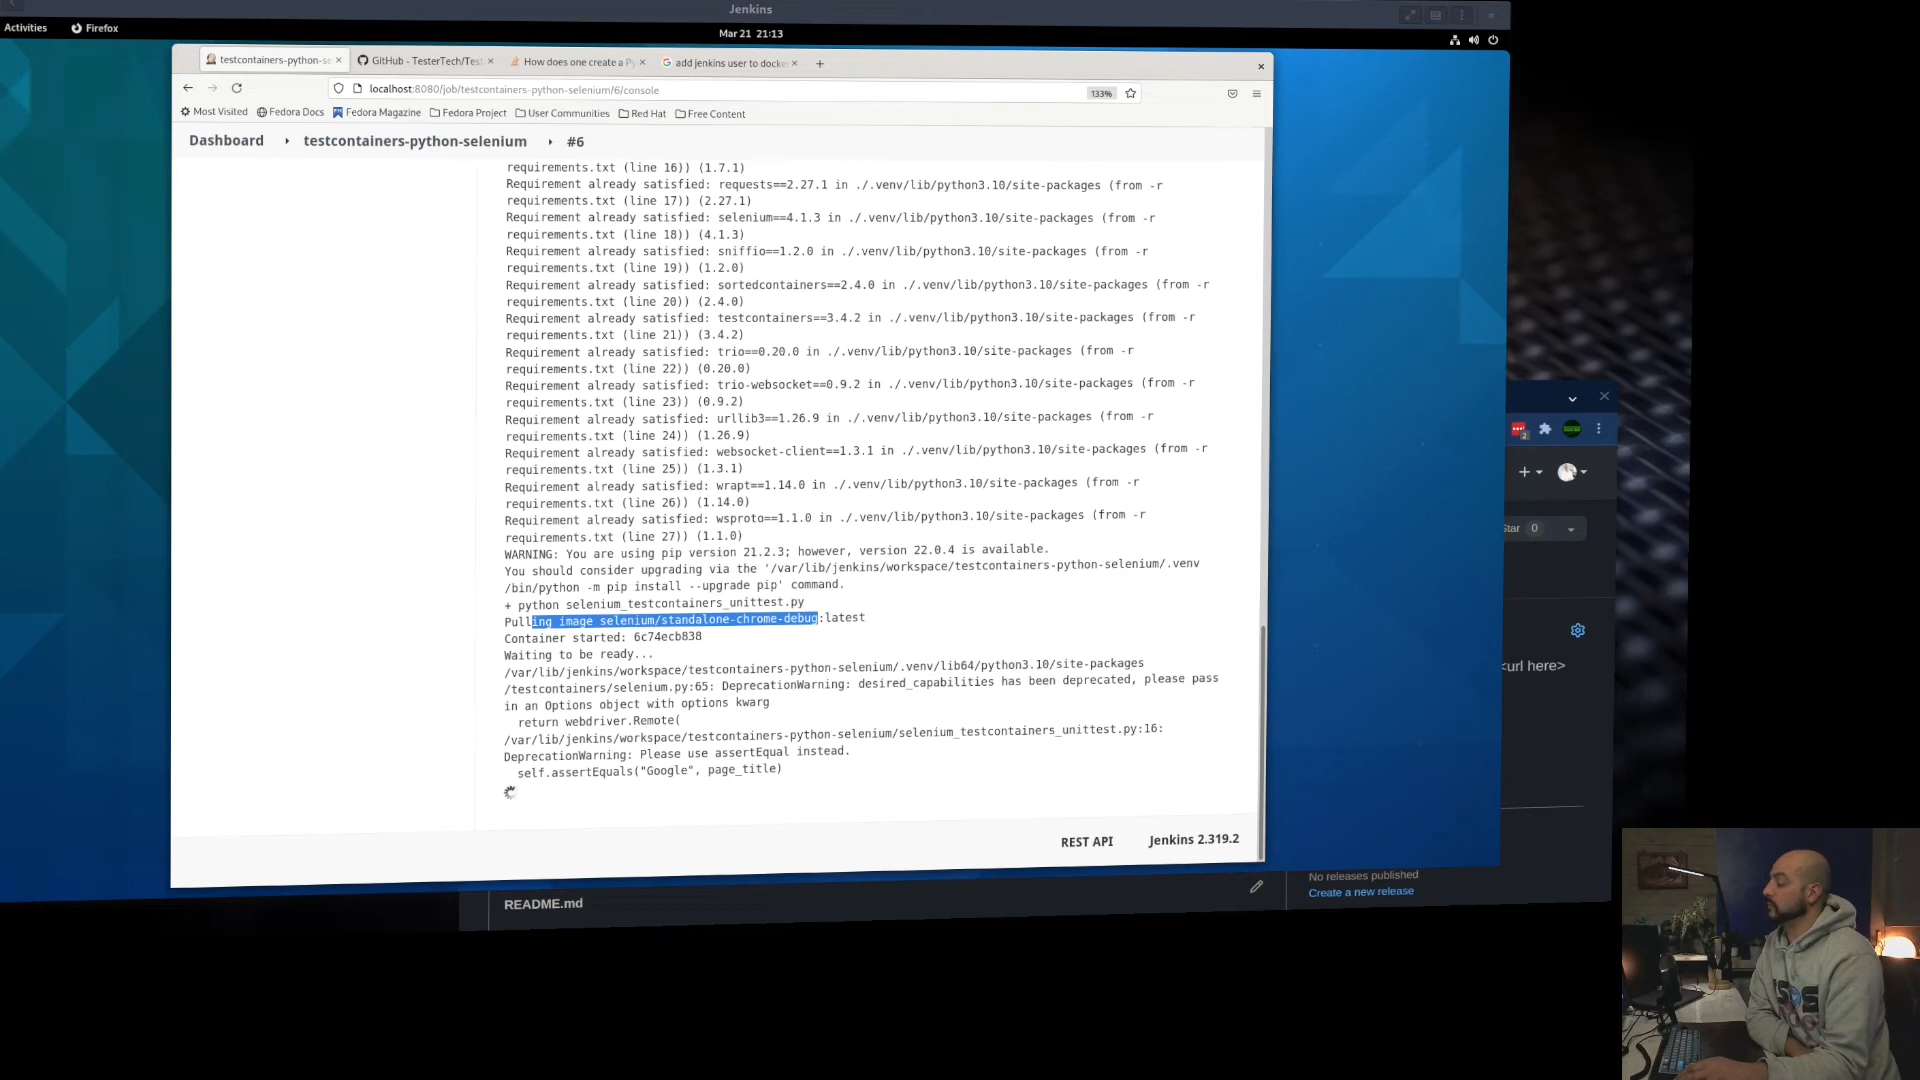 Jenkins
Activities
Firefox
Mar 21 21:13
testcontainers-python-se
GitHub - TesterTech/Tes
How does one create a Py
add jenkins user to docke
localhost:8080/job/testcontainers-python-selenium/6/console
133%
Most Visited
Fedora Docs
Fedora Magazine
Fedora Project
User Communities
Red Hat
Free Content
Dashboard
testcontainers-python-selenium
#6
requirements.txt (line 16)) (1.7.1)
Requirement already satisfied: requests==2.27.1 in ./.venv/lib/python3.10/site-packages (from -r
requirements.txt (line 17)) (2.27.1)
Requirement already satisfied: selenium==4.1.3 in ./.venv/lib/python3.10/site-packages (from -r
requirements.txt (line 18)) (4.1.3)
Requirement already satisfied: sniffio==1.2.0 in ./.venv/lib/python3.10/site-packages (from -r
requirements.txt (line 19)) (1.2.0)
Requirement already satisfied: sortedcontainers==2.4.0 in ./.venv/lib/python3.10/site-packages (from -r
requirements.txt (line 20)) (2.4.0)
Requirement already satisfied: testcontainers==3.4.2 in ./.venv/lib/python3.10/site-packages (from -r
requirements.txt (line 21)) (3.4.2)
Requirement already satisfied: trio==0.20.0 in ./.venv/lib/python3.10/site-packages (from -r
requirements.txt (line 22)) (0.20.0)
Requirement already satisfied: trio-websocket==0.9.2 in ./.venv/lib/python3.10/site-packages (from -r
requirements.txt (line 23)) (0.9.2)
Requirement already satisfied: urllib3==1.26.9 in ./.venv/lib/python3.10/site-packages (from -r
requirements.txt (line 24)) (1.26.9)
Requirement already satisfied: websocket-client==1.3.1 in ./.venv/lib/python3.10/site-packages (from -r
requirements.txt (line 25)) (1.3.1)
Requirement already satisfied: wrapt==1.14.0 in ./.venv/lib/python3.10/site-packages (from -r
requirements.txt (line 26)) (1.14.0)
Requirement already satisfied: wsproto==1.1.0 in ./.venv/lib/python3.10/site-packages (from -r
requirements.txt (line 27)) (1.1.0)
WARNING: You are using pip version 21.2.3; however, version 22.0.4 is available.
You should consider upgrading via the '/var/lib/jenkins/workspace/testcontainers-python-selenium/.venv
/bin/python -m pip install --upgrade pip' command.
+ python selenium_testcontainers_unittest.py
Pulling image selenium/standalone-chrome-debug:latest
Container started: 6c74ecb838
Waiting to be ready...
/var/lib/jenkins/workspace/testcontainers-python-selenium/.venv/lib64/python3.10/site-packages
/testcontainers/selenium.py:65: DeprecationWarning: desired_capabilities has been deprecated, please pass
in an Options object with options kwarg
return webdriver.Remote(
/var/lib/jenkins/workspace/testcontainers-python-selenium/selenium_testcontainers_unittest.py:16:
DeprecationWarning: Please use assertEqual instead.
self.assertEquals("Google", page_title)
REST API
Jenkins 2.319.2
Star 0
<url here>
No releases published
Create a new release
README.md